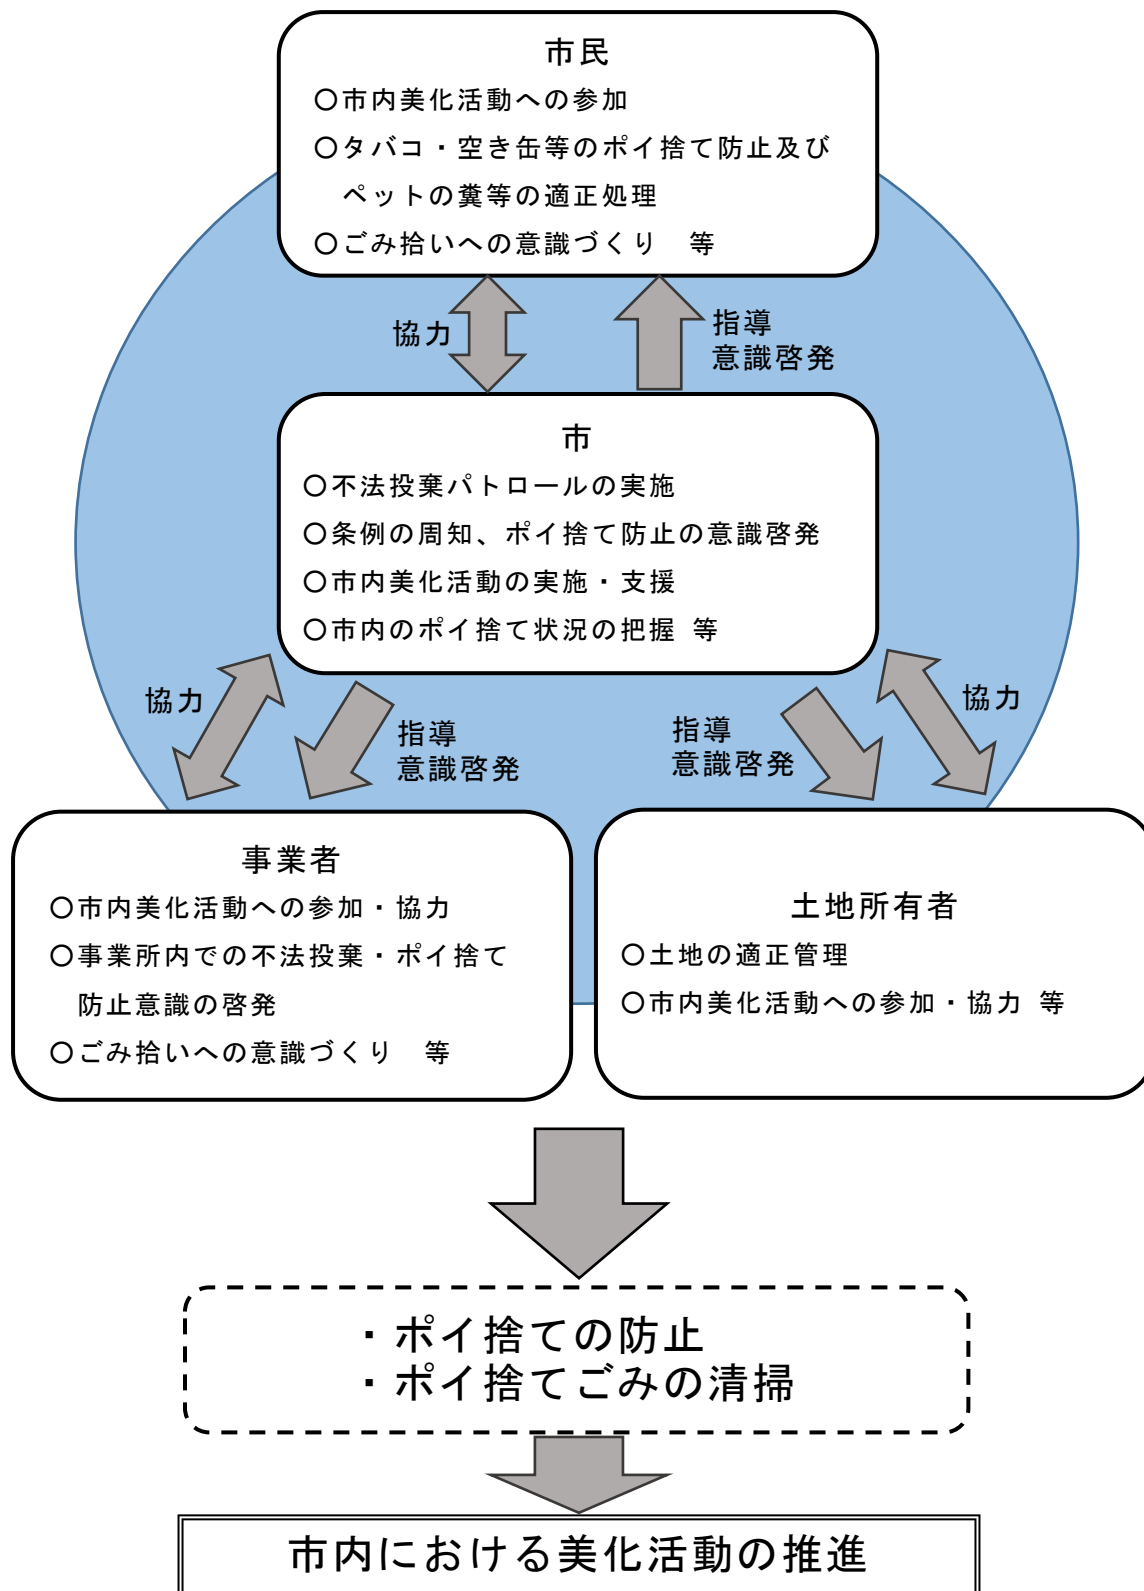 市民
〇市内美化活動への参加
〇タバコ・空き缶等のポイ捨て防止及び
ペットの糞等の適正処理
〇ごみ拾いへの意識づくり　等
協力
指導
意識啓発
市
〇不法投棄パトロールの実施
〇条例の周知、ポイ捨て防止の意識啓発
〇市内美化活動の実施・支援
〇市内のポイ捨て状況の把握 等
協力
指導
意識啓発
指導
意識啓発
協力
事業者
〇市内美化活動への参加・協力
〇事業所内での不法投棄・ポイ捨て
防止意識の啓発
〇ごみ拾いへの意識づくり　等
土地所有者
〇土地の適正管理
〇市内美化活動への参加・協力 等
・ポイ捨ての防止
・ポイ捨てごみの清掃
市内における美化活動の推進